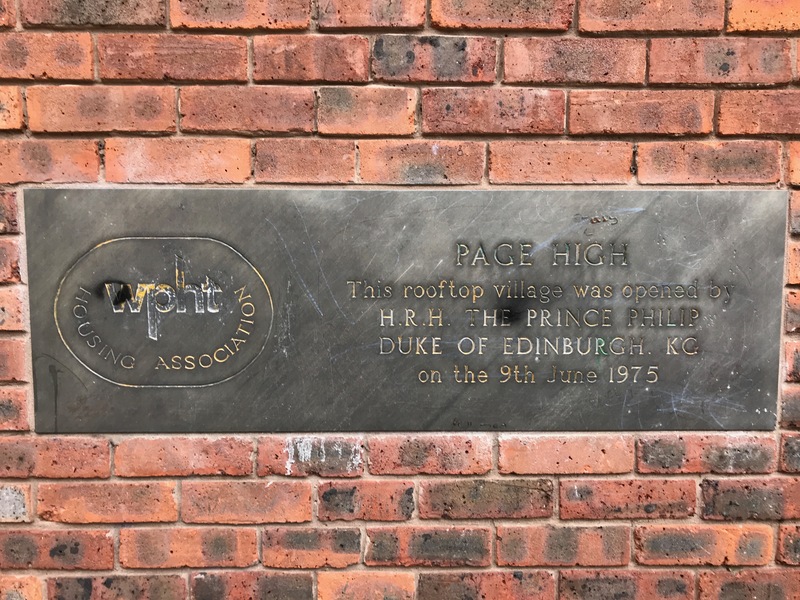 wpht
HOUSING ASSOCIATION
PAGE HIGH
This rooftop village was opened by
H.R.H. THE PRINCE PHILIP
DUKE OF EDINBURGH. KG
on the 9th June 1975